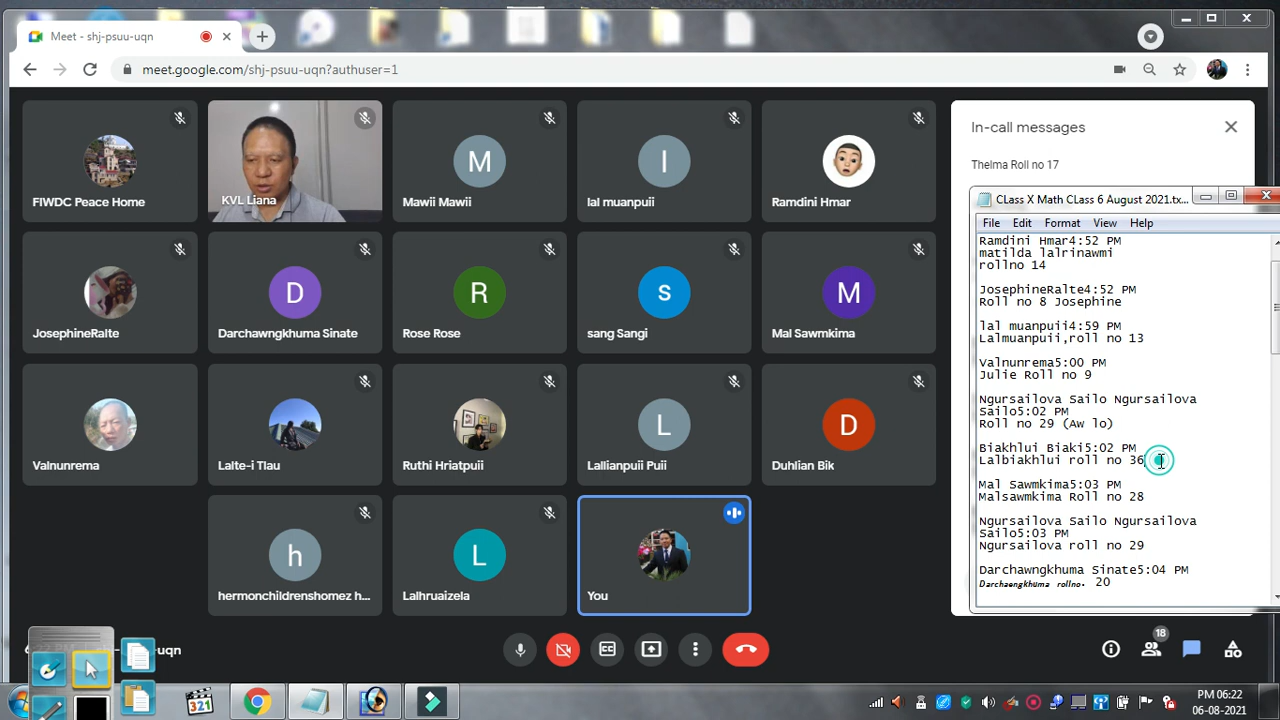 Meet - shj-psuu-uqn
meet.google.com/shj-psuu-uqn?authuser=1
FIWDC Peace Home
KVL Liana
M
Mawii Mawii
l
lal muanpuii
Ramdini Hmar
JosephineRalte
D
Darchawngkhuma Sinate
R
Rose Rose
s
sang Sangi
M
Mal Sawmkima
Valnunrema
Lalte-i Tlau
Ruthi Hriatpuii
L
Lallianpuii Puii
D
Duhlian Bik
h
hermonchildrenshomez h...
L
Lalhruaizela
You
In-call messages
Thelma Roll no 17
CLass X Math CLass 6 August 2021.tx...
File Edit Format View Help
Ramdini Hmar4:52 PM
matilda lalrinawmi
rollno 14
JosephineRalte4:52 PM
Roll no 8 Josephine
lal muanpuii4:59 PM
Lalmuanpuii,roll no 13
Valnunrema5:00 PM
Julie Roll no 9
Ngursailova Sailo Ngursailova
Sailo5:02 PM
Roll no 29 (Aw lo)
Biakhlui Biaki5:02 PM
Lalbiakhlui roll no 36
Mal Sawmkima5:03 PM
Malsawmkima Roll no 28
Ngursailova Sailo Ngursailova
Sailo5:03 PM
Ngursailova roll no 29
Darchawngkhuma Sinate5:04 PM
Darchaengkhuma rollno. 20
uqn
18
321
PM 06:22
06-08-2021